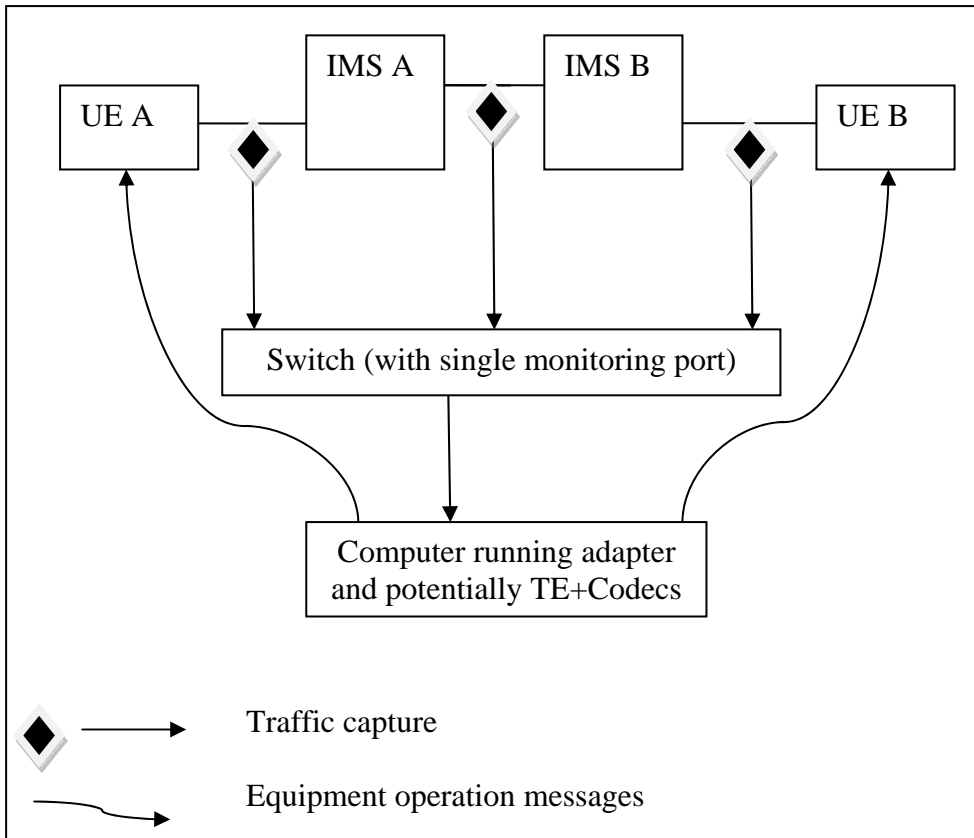 IMS A
IMS B
UE A
UE B
Switch (with single monitoring port)
Computer running adapter
and potentially TE+Codecs
Traffic capture
Equipment operation messages